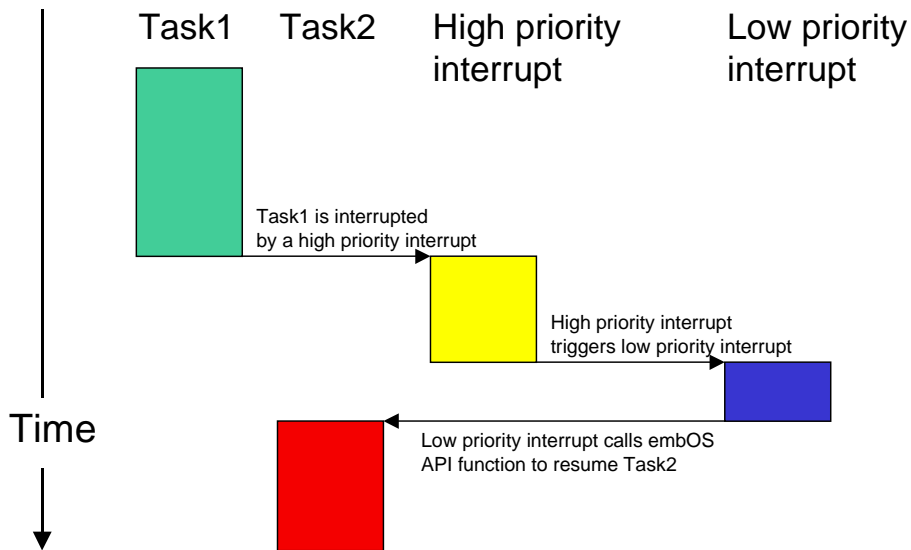 Task1
Task2
High priority
interrupt
Low priority
interrupt
Task1 is interrupted
by a high priority interrupt
High priority interrupt
triggers low priority interrupt
Time
Low priority interrupt calls embOS
API function to resume Task2